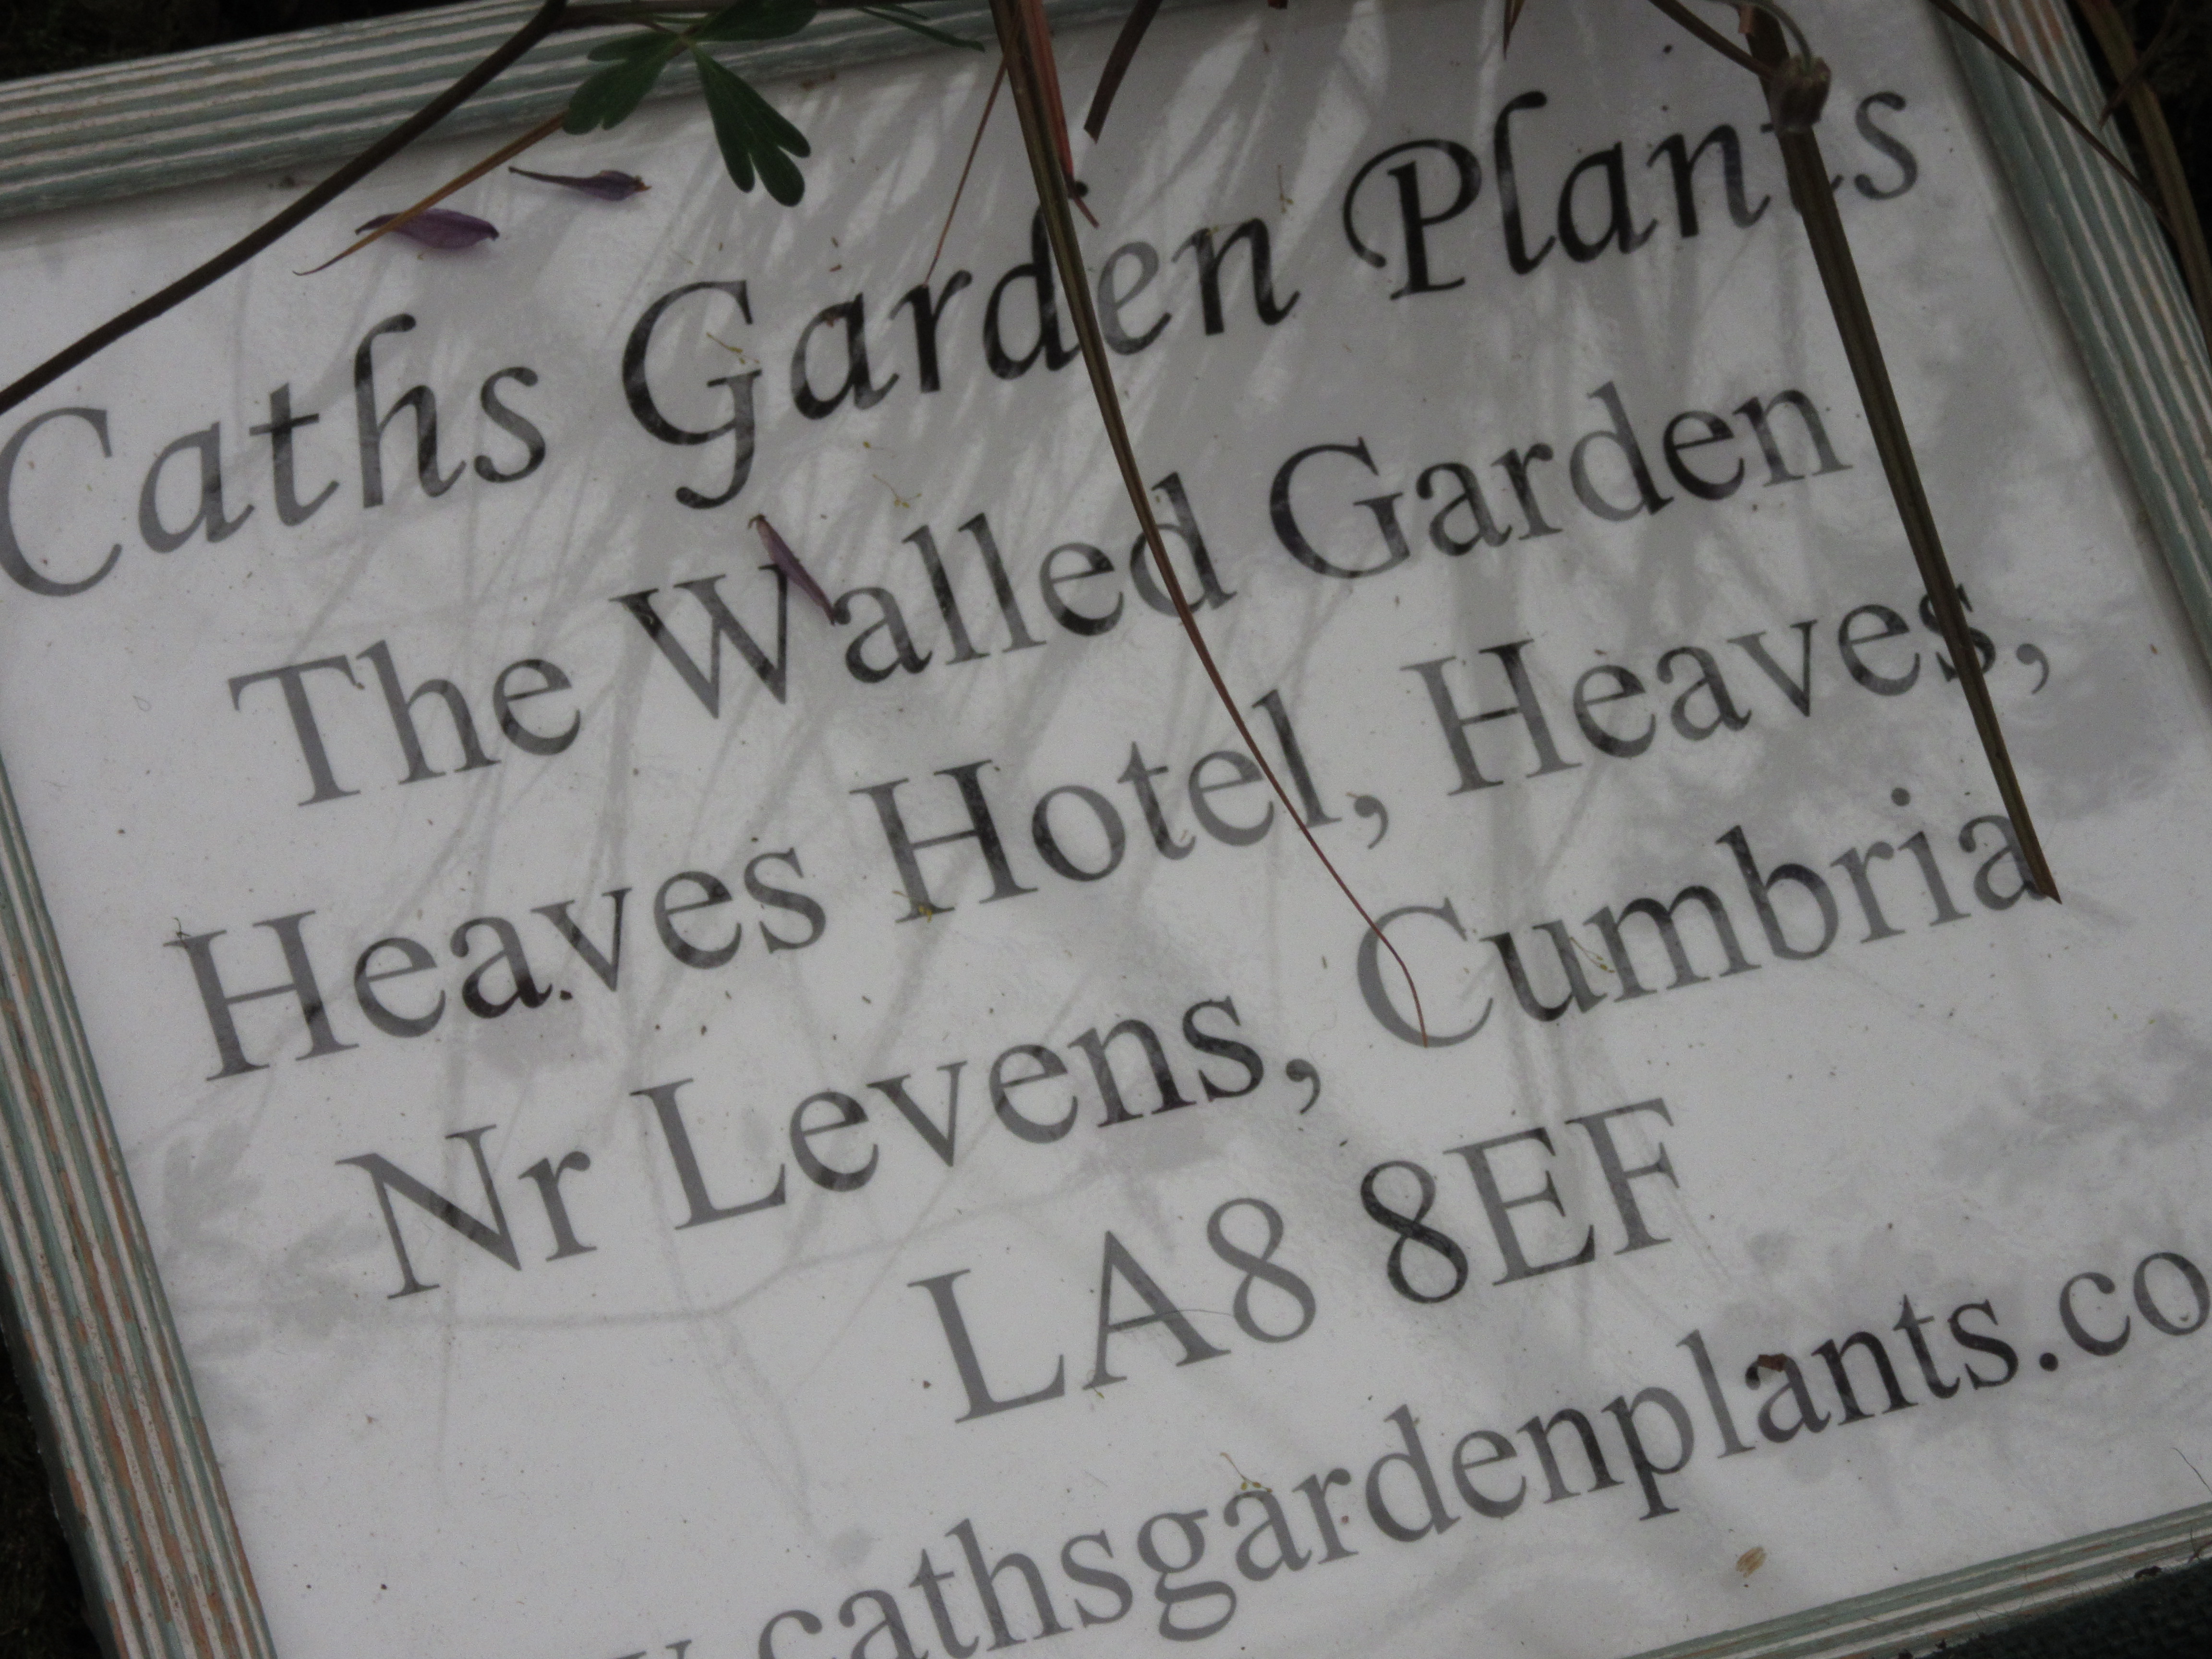 Caths Garden Plants
The Walled Garden
Heaves Hotel, Heaves,
Nr Levens, Cumbria
LA8 8EF
cathsgardenplants.co